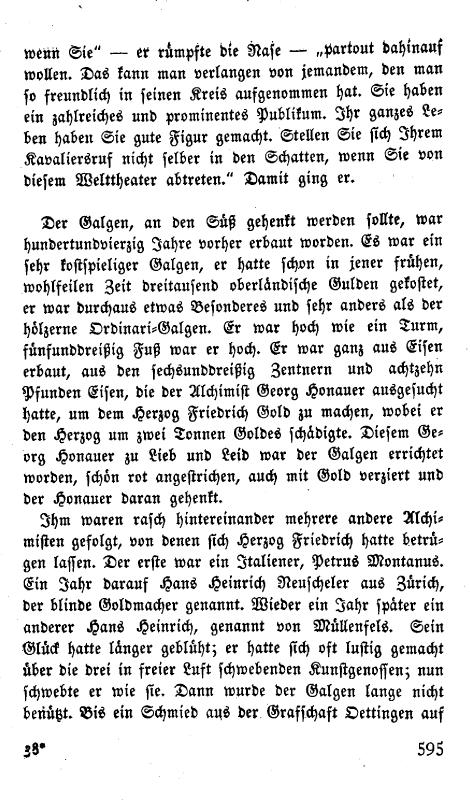 wenn Sie“ — er rümpfte die Nase — „partout dahinauf
wollen. Das kann man verlangen von jemandem, den man
so freundlich in seinen Kreis aufgenommen hat. Sie haben
ein zahlreiches und prominentes Publikum. Ihr ganzes Le-
ben haben Sie gute Figur gemacht. Stellen Sie sich Ihrem
Kavaliersruf nicht selber in den Schatten, wenn Sie von
diesem Welttheater abtreten.“ Damit ging er.

Der Galgen, an den Süß gehenkt werden sollte, war
hundertundvierzig Jahre vorher erbaut worden. Es war ein
sehr kostspieliger Galgen, er hatte schon in jener frühen,
wohlfeilen Zeit dreitausend oberländische Gulden gekostet,
er war durchaus etwas Besonderes und sehr anders als der
hölzerne Ordinari-Galgen. Er war hoch wie ein Turm,
fünfunddreißig Fuß war er hoch. Er war ganz aus Eisen
erbaut, aus den sechsunddreißig Zentnern und achtzehn
Pfunden Eisen, die der Alchimist Georg Honauer ausgesucht
hatte, um dem Herzog Friedrich Gold zu machen, wobei er
den Herzog um zwei Tonnen Goldes schädigte. Diesem Ge-
org Honauer zu Lieb und Leid war der Galgen errichtet
worden, schön rot angestrichen, auch mit Gold verziert und
der Honauer daran gehenkt.
Ihm waren rasch hintereinander mehrere andere Alchi-
misten gefolgt, von denen sich Herzog Friedrich hatte betrü-
gen lassen. Der erste war ein Italiener, Petrus Montanus.
Ein Jahr darauf Hans Heinrich Neuscheler aus Zürich,
der blinde Goldmacher genannt. Wieder ein Jahr später ein
anderer Hans Heinrich, genannt von Müllenfels. Sein
Glück hatte länger geblüht; er hatte sich oft lustig gemacht
über die drei in freier Luft schwebenden Kunstgenossen; nun
schwebte er wie sie. Dann wurde der Galgen lange nicht
benützt. Bis ein Schmied aus der Grafschaft Oettingen auf
38*
595